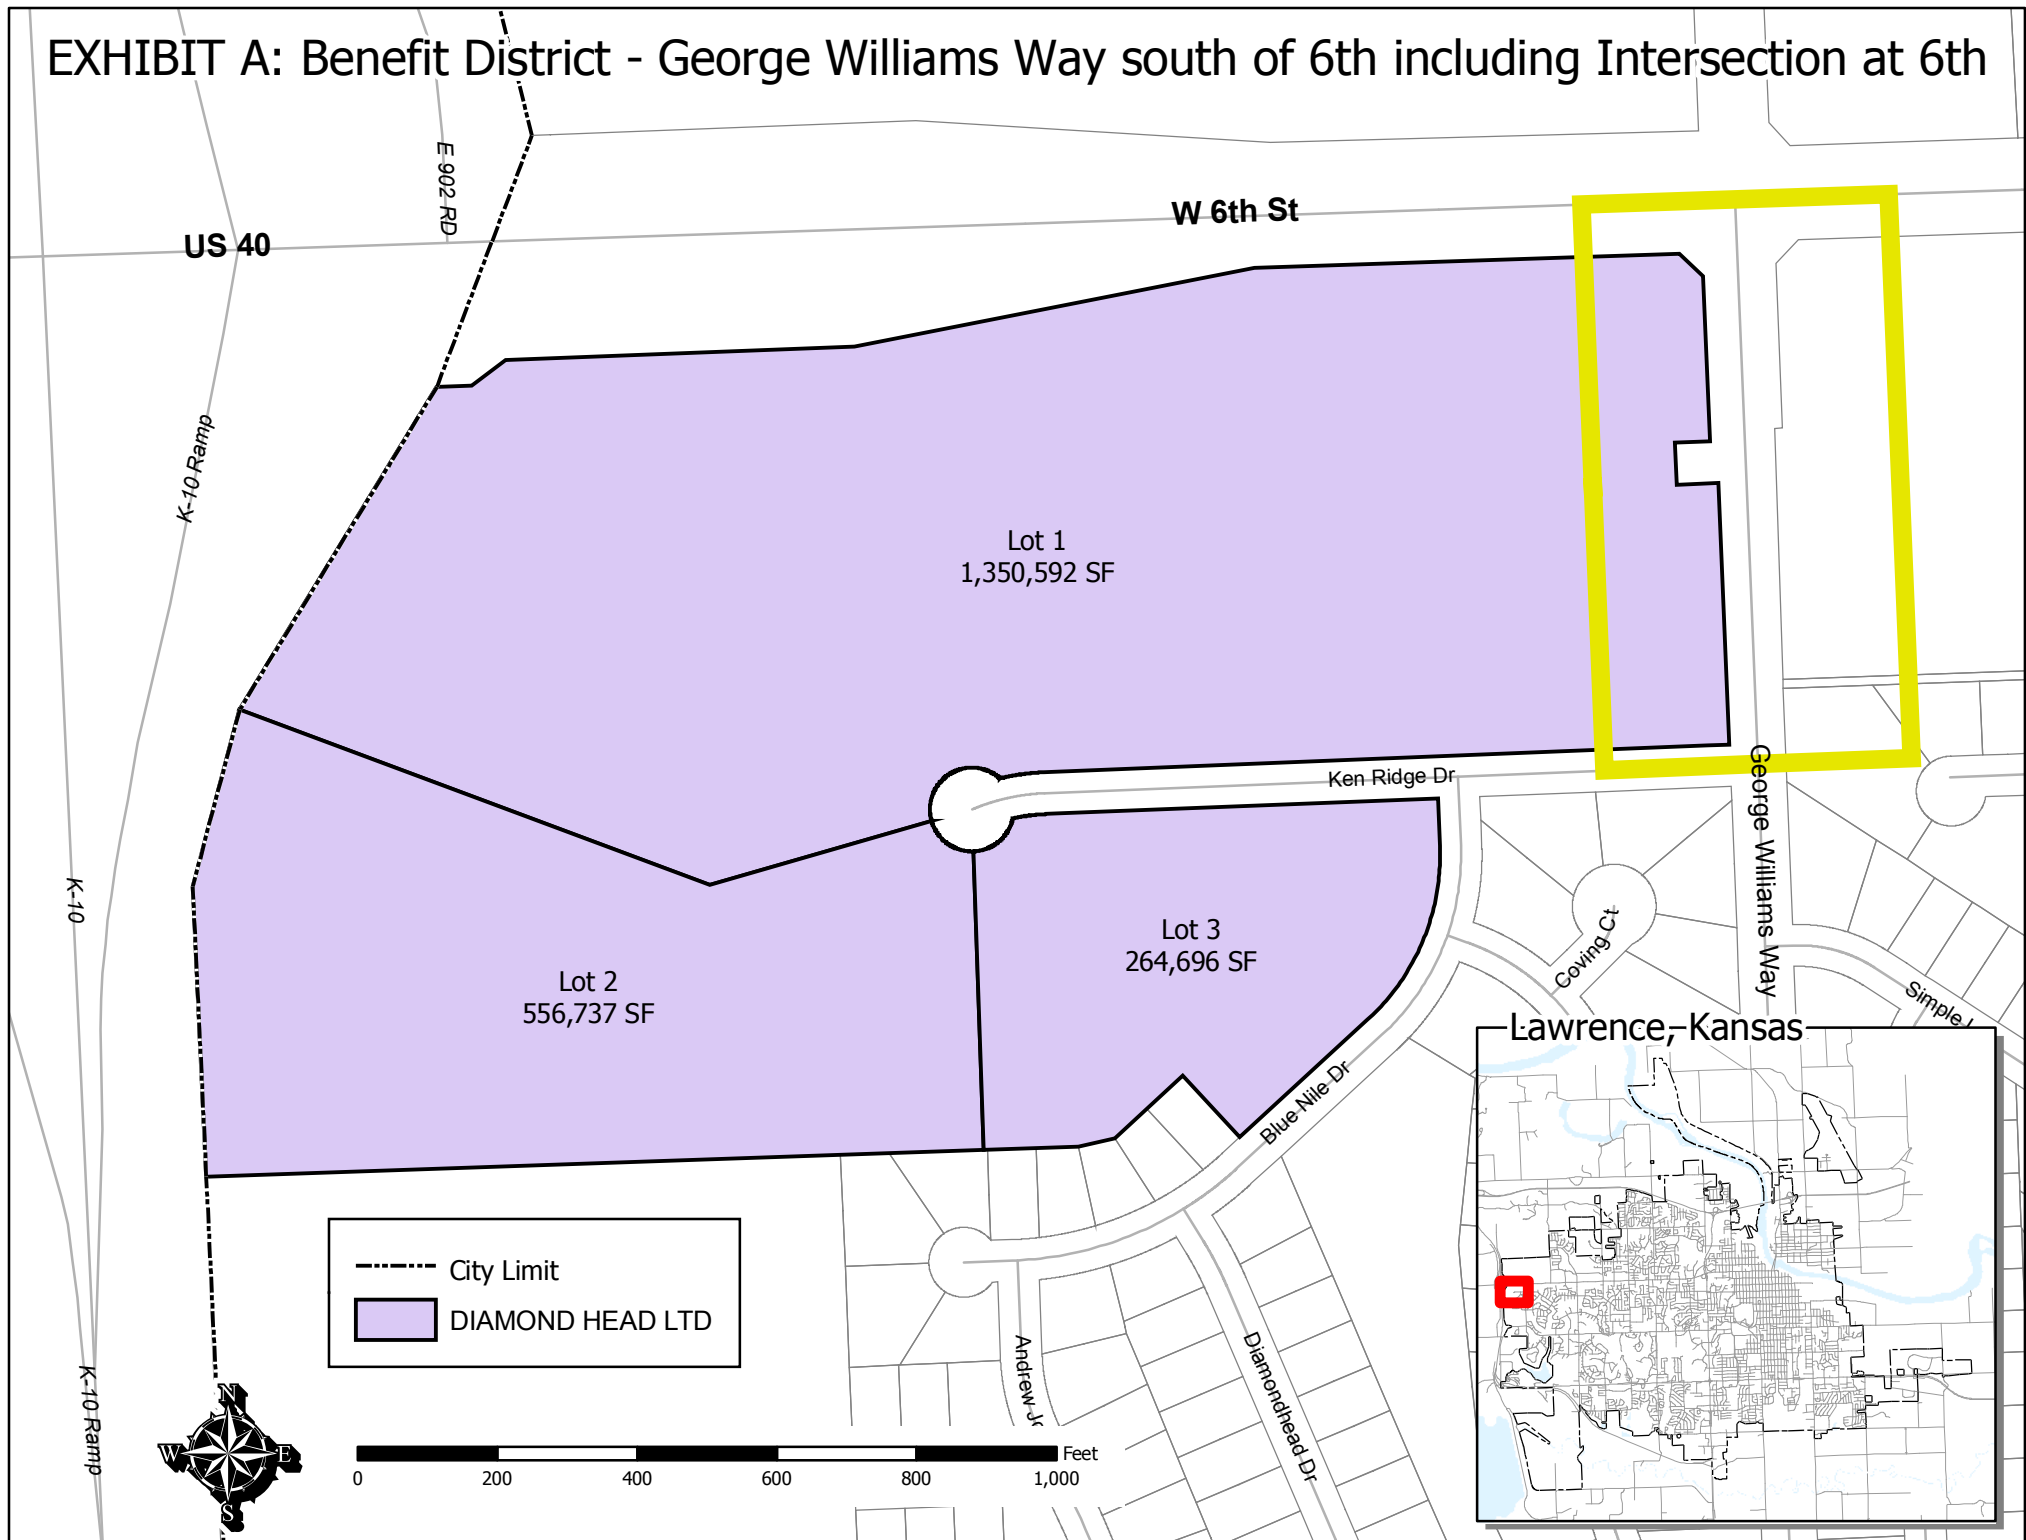 EXHIBIT A: Benefit District - George Williams Way south of 6th including Intersection at 6th
E 902 RD
W 6th St
US 40
K-10 Ramp
Lot 1
1,350,592 SF
Ken Ridge Dr
George Williams Way
K-10
Lot 3
264,696 SF
Coving Ct
Lot 2
556,737 SF
Simple
Blue Nile Dr
Lawrence, Kansas
City Limit
DIAMOND HEAD LTD
Andrew
Diamondhead Dr
K-10 Ramp
N
W E
S
Feet
0 200 400 600 800 1,000